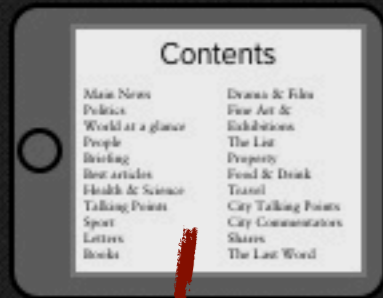 Contents
Main News
Politics
World at a glance
People
Briefing
Best articles
Health & Science
Talking Points
Sport
Letters
Books
Drama & Film
Fine Art &
Exhibitions
The List
Property
Food & Drink
Travel
City Talking Points
City Commentators
Shares
The Last Word